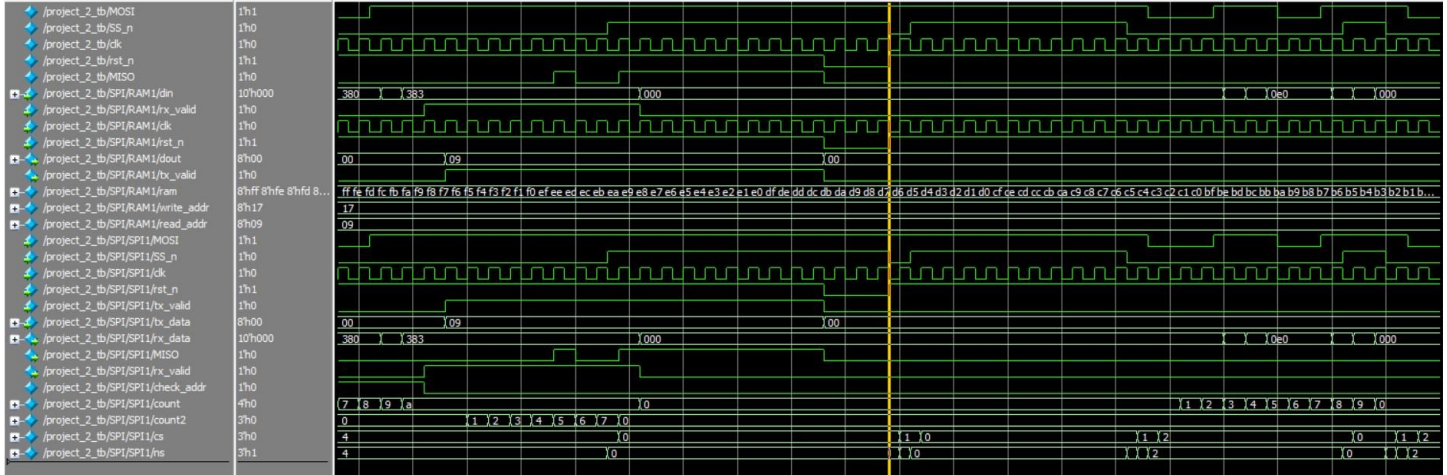 /project_2_tb/MOSI 1'h1
/project_2_tb/SS_n 1'h0
/project_2_tb/clk 1'h0
/project_2_tb/rst_n 1'h1
/project_2_tb/MISO 1'h0
/project_2_tb/SPI/RAM1/din 10'h000 380 383 000 0e0 000
/project_2_tb/SPI/RAM1/rx_valid 1'h0
/project_2_tb/SPI/RAM1/clk 1'h0
/project_2_tb/SPI/RAM1/rst_n 1'h1
/project_2_tb/SPI/RAM1/dout 8'h00 00 09 00
/project_2_tb/SPI/RAM1/tx_valid 1'h0
/project_2_tb/SPI/RAM1/ram 8'hff 8'hfe 8'hfd 8... ff fe fd fc fb fa f9 f8 f7 f6 f5 f4 f3 f2 f1 f0 ef ee ed ec eb ea e9 e8 e7 e6 e5 e4 e3 e2 e1 e0 df de dd dc db da d9 d8 d7 d6 d5 d4 d3 d2 d1 d0 cf ce cd cc cb ca c9 c8 c7 c6 c5 c4 c3 c2 c1 c0 bf be bd bc bb ba b9 b8 b7 b6 b5 b4 b3 b2 b1 b...
/project_2_tb/SPI/RAM1/write_addr 8'h17 17
/project_2_tb/SPI/RAM1/read_addr 8'h09 09
/project_2_tb/SPI/SPI1/MOSI 1'h1
/project_2_tb/SPI/SPI1/SS_n 1'h0
/project_2_tb/SPI/SPI1/clk 1'h0
/project_2_tb/SPI/SPI1/rst_n 1'h1
/project_2_tb/SPI/SPI1/tx_valid 1'h0
/project_2_tb/SPI/SPI1/tx_data 8'h00 00 09 00
/project_2_tb/SPI/SPI1/rx_data 10'h000 380 383 000 0e0 000
/project_2_tb/SPI/SPI1/MISO 1'h0
/project_2_tb/SPI/SPI1/rx_valid 1'h0
/project_2_tb/SPI/SPI1/check_addr 1'h0
/project_2_tb/SPI/SPI1/count 4'h0 7 8 9 a 0 1 2 3 4 5 6 7 8 9 0
/project_2_tb/SPI/SPI1/count2 3'h0 0 1 2 3 4 5 6 7 0
/project_2_tb/SPI/SPI1/cs 3'h0 4 0 1 0 1 2 0 1 2
/project_2_tb/SPI/SPI1/ns 3'h1 4 0 0 2 0 2